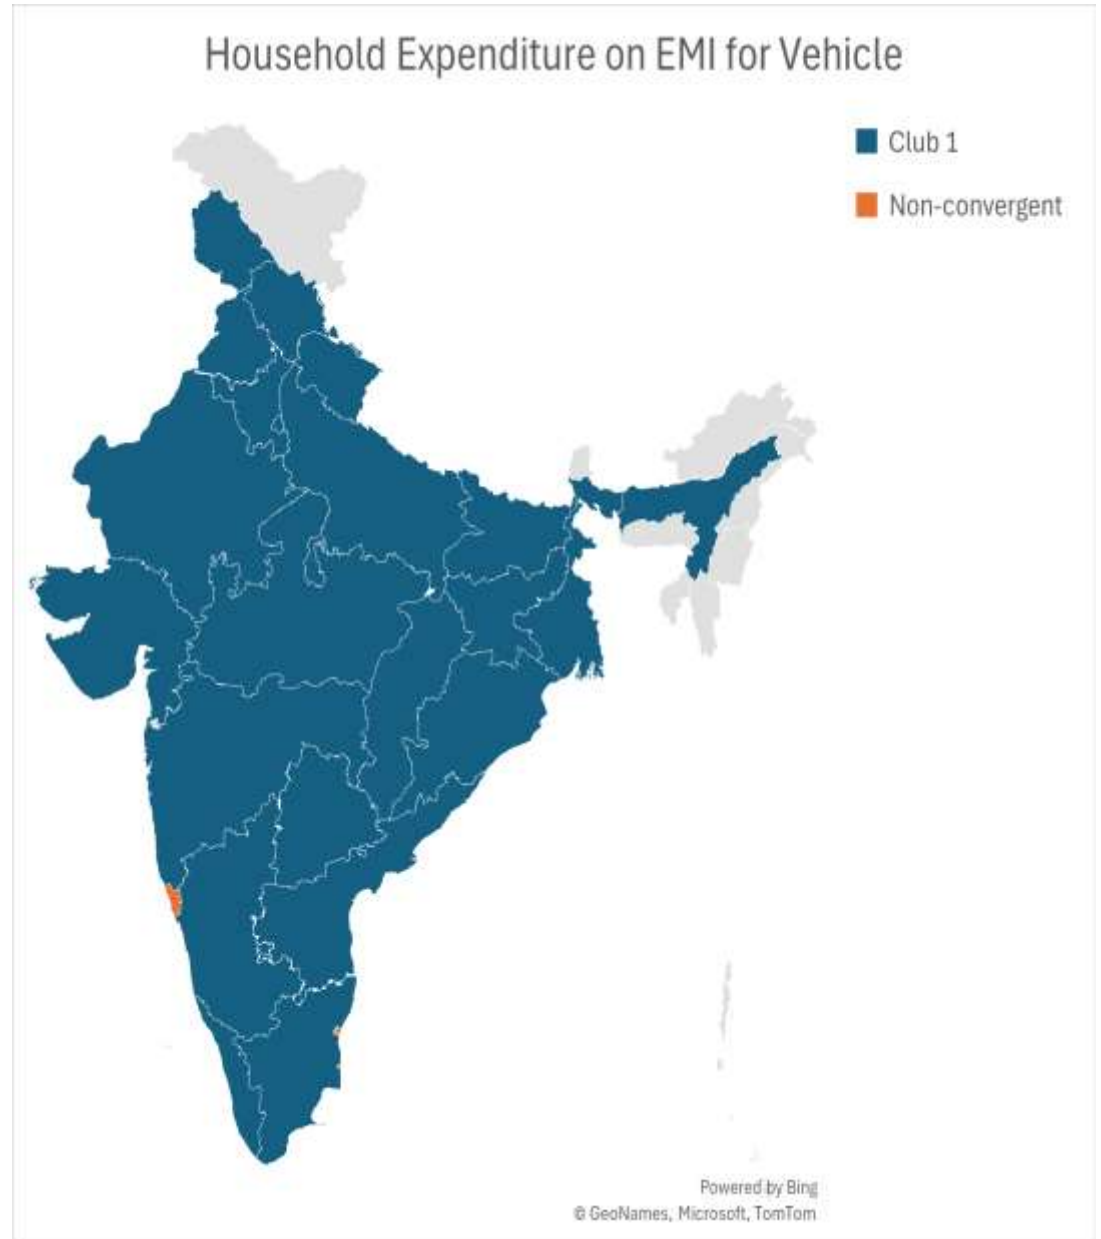 Household Expenditure on EMI for Vehicle
Club 1
Non-convergent
Powered by Bing
© GeoNames, Microsoft, TomTom